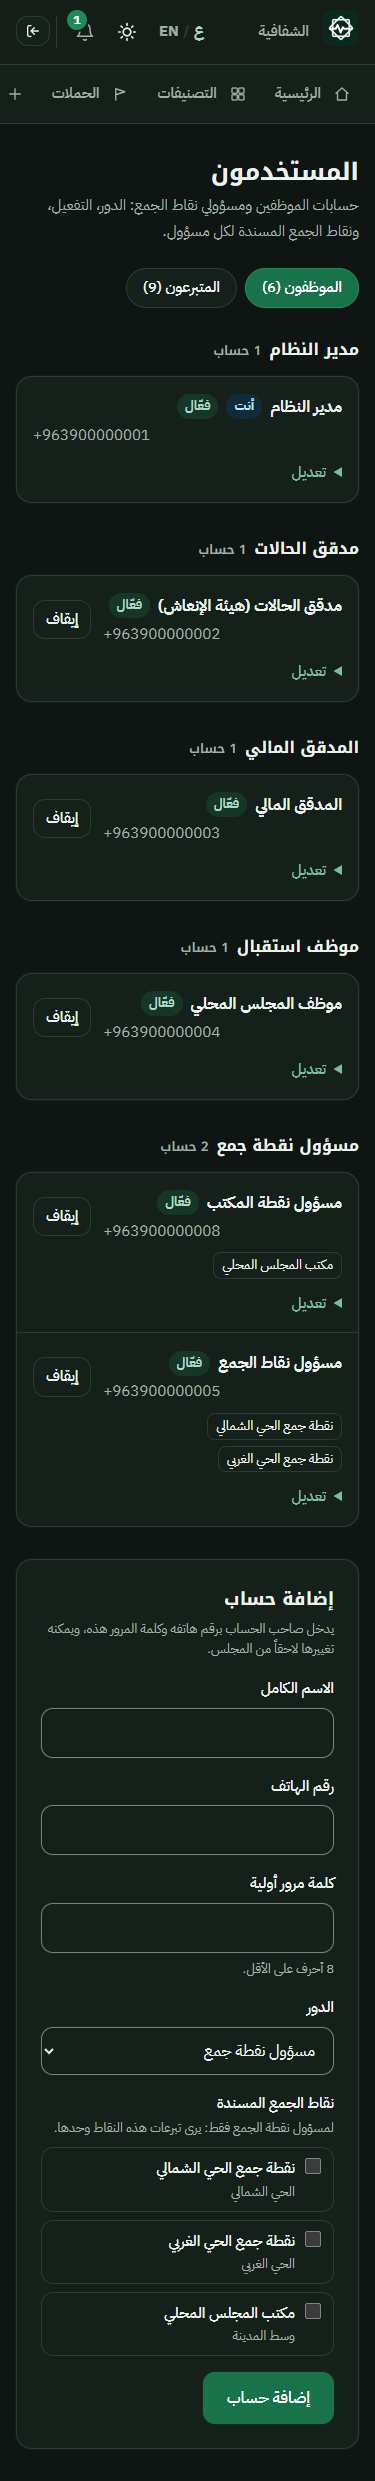 الشفافية
ع / EN
1
الرئيسية
التصنيفات
الحملات
المستخدمون
حسابات الموظفين ومسؤولي نقاط الجمع: الدور، التفعيل،
ونقاط الجمع المسندة لكل مسؤول.
الموظفون (6)
المتبرعون (9)
مدير النظام 1 حساب
مدير النظام أنت فعّال
+963900000001
تعديل
مدقق الحالات 1 حساب
مدقق الحالات (هيئة الإنعاش) فعّال
+963900000002
إيقاف
تعديل
المدقق المالي 1 حساب
المدقق المالي فعّال
+963900000003
إيقاف
تعديل
موظف استقبال 1 حساب
موظف المجلس المحلي فعّال
+963900000004
إيقاف
تعديل
مسؤول نقطة جمع 2 حساب
مسؤول نقطة المكتب فعّال
+963900000008
إيقاف
مكتب المجلس المحلي
تعديل
مسؤول نقاط الجمع فعّال
+963900000005
إيقاف
نقطة جمع الحي الشمالي
نقطة جمع الحي الغربي
تعديل
إضافة حساب
يدخل صاحب الحساب برقم هاتفه وكلمة المرور هذه، ويمكنه
تغييرها لاحقاً من المجلس.
الاسم الكامل
رقم الهاتف
كلمة مرور أولية
8 أحرف على الأقل.
الدور
مسؤول نقطة جمع
نقاط الجمع المسندة
لمسؤول نقطة الجمع فقط: يرى تبرعات هذه النقاط وحدها.
نقطة جمع الحي الشمالي
الحي الشمالي
نقطة جمع الحي الغربي
الحي الغربي
مكتب المجلس المحلي
وسط المدينة
إضافة حساب